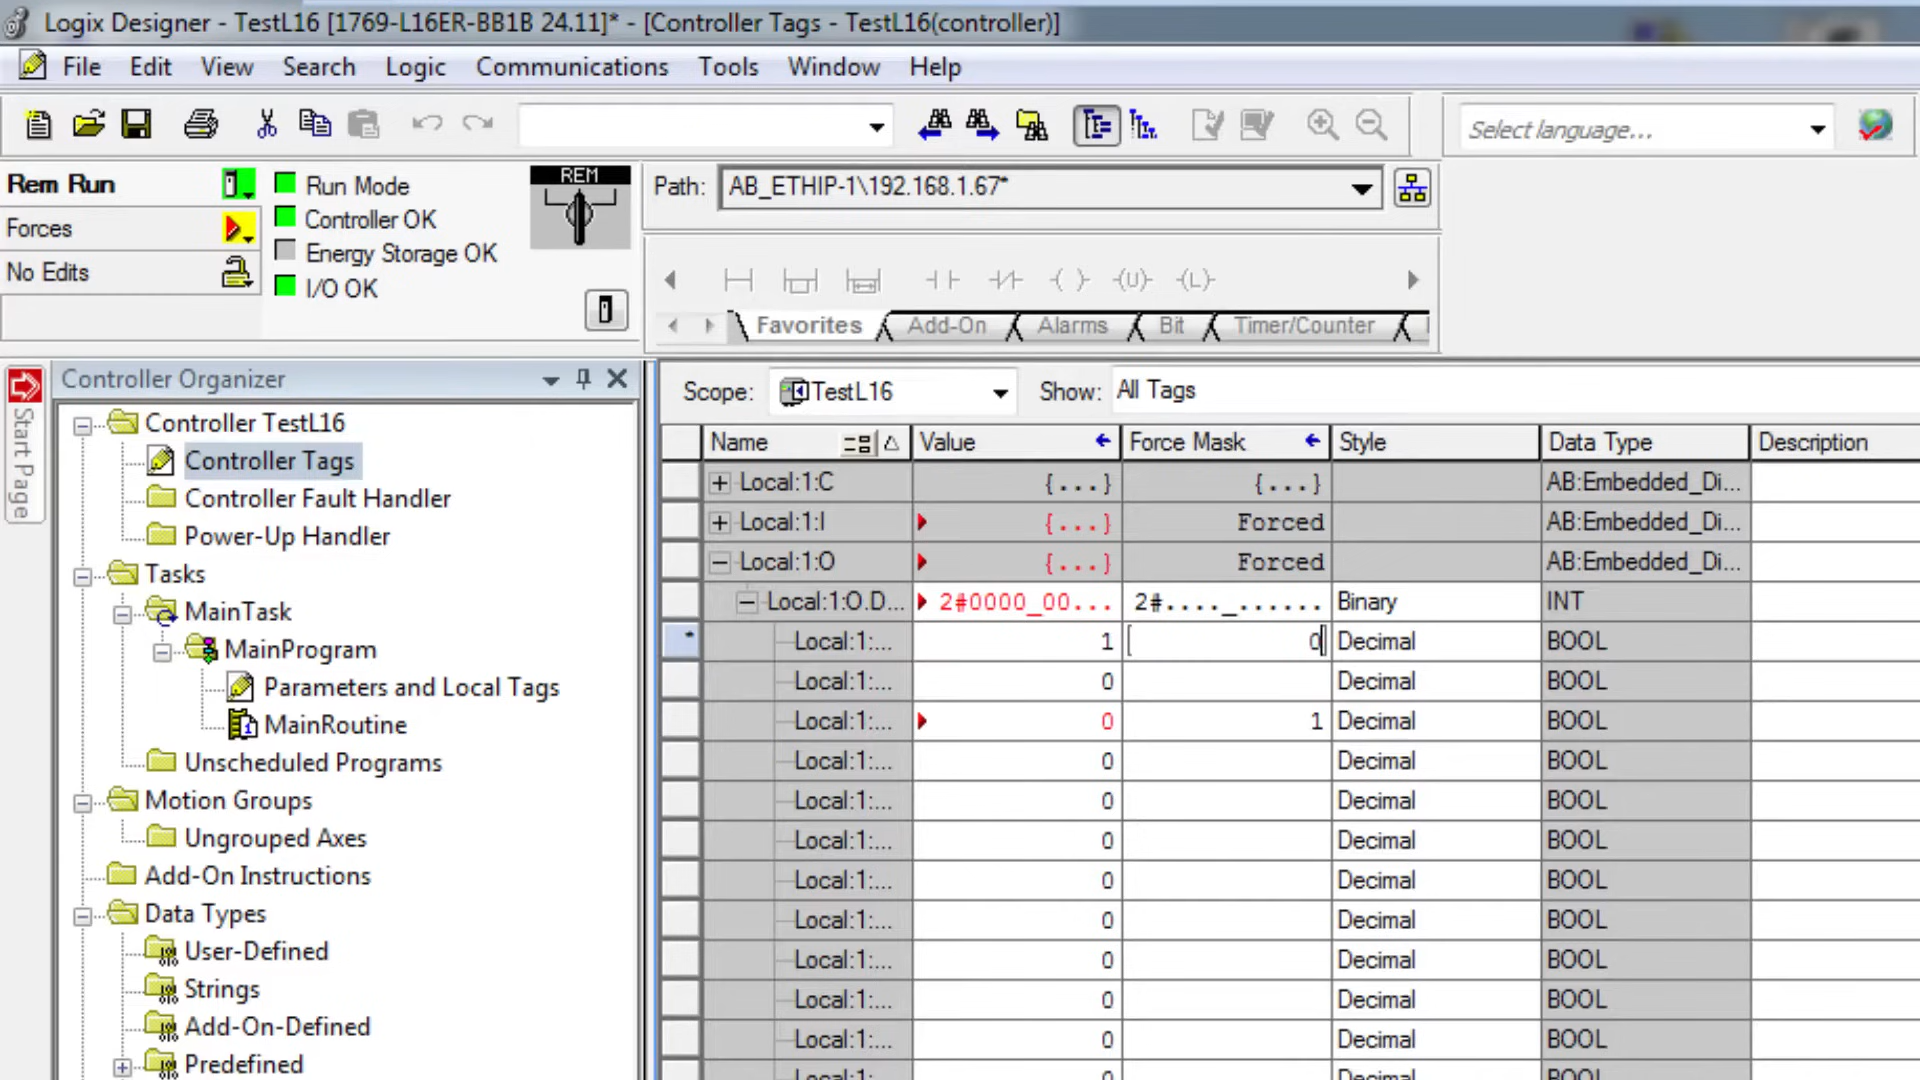 Logix Designer - TestL16 [1769-L16ER-BB1B 24.11]* - [Controller Tags - TestL16(controller)]
File Edit View Search Logic Communications Tools Window Help
Select language...
Rem Run
Forces
No Edits
Run Mode
Controller OK
Energy Storage OK
I/O OK
REM
Path: AB_ETHIP-1\192.168.1.67*
Favorites Add-On Alarms Bit Timer/Counter
Start Page
Controller Organizer
Controller TestL16
Controller Tags
Controller Fault Handler
Power-Up Handler
Tasks
MainTask
MainProgram
Parameters and Local Tags
MainRoutine
Unscheduled Programs
Motion Groups
Ungrouped Axes
Add-On Instructions
Data Types
User-Defined
Strings
Add-On-Defined
Predefined
Scope: TestL16 Show: All Tags
Name Value Force Mask Style Data Type Description
Local:1:C {...} {...} AB:Embedded_Di...
Local:1:I {...} Forced AB:Embedded_Di...
Local:1:O {...} Forced AB:Embedded_Di...
Local:1:O.D... 2#0000_00... 2#...._...... Binary INT
Local:1:... 1 0 Decimal BOOL
Local:1:... 0 Decimal BOOL
Local:1:... 0 1 Decimal BOOL
Local:1:... 0 Decimal BOOL
Local:1:... 0 Decimal BOOL
Local:1:... 0 Decimal BOOL
Local:1:... 0 Decimal BOOL
Local:1:... 0 Decimal BOOL
Local:1:... 0 Decimal BOOL
Local:1:... 0 Decimal BOOL
Local:1:... 0 Decimal BOOL